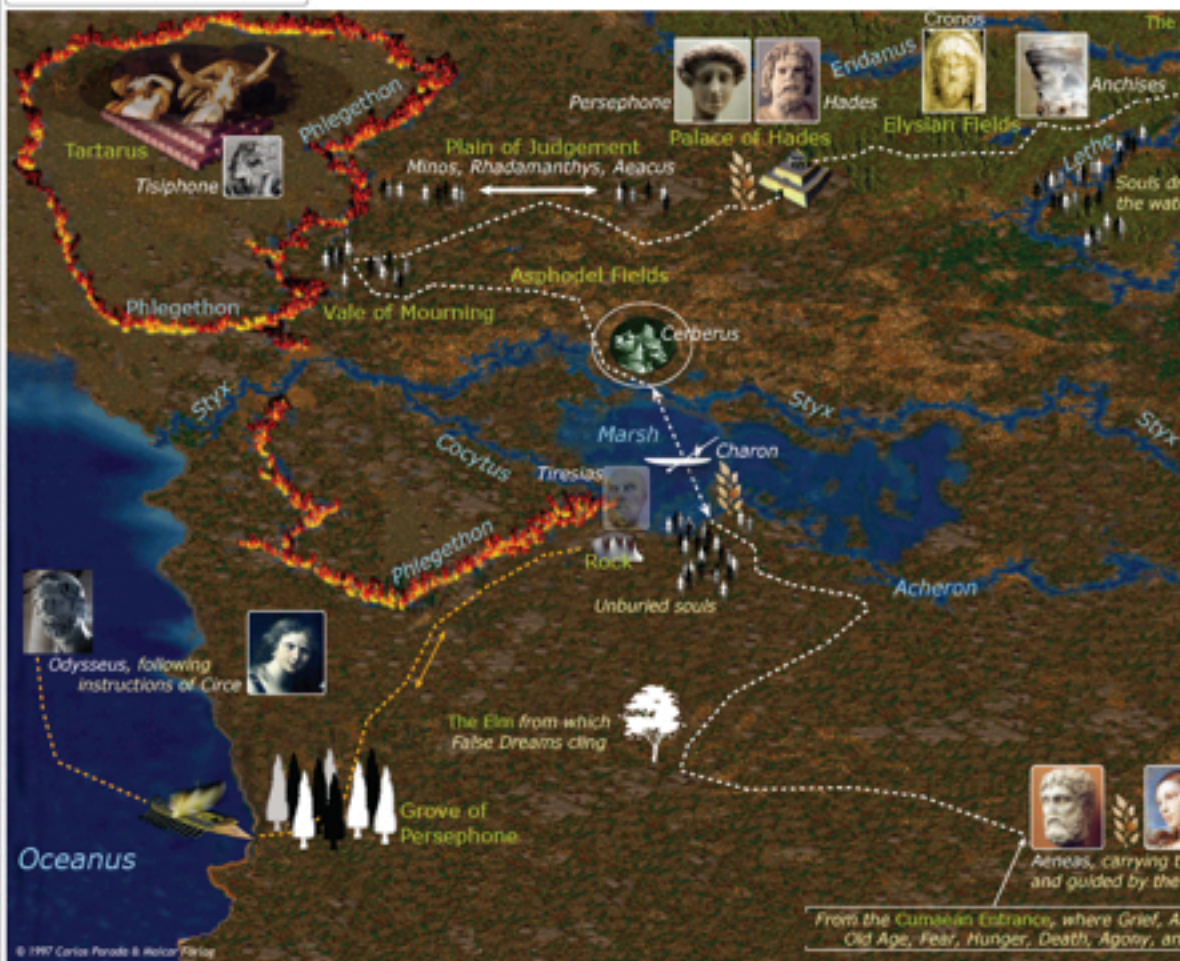 Cronos
The
Eridanus
Persephone
Hades
Anchises
Phlegethon
Palace of Hades
Elysian Fields
Tartarus
Plain of Judgement
Minos, Rhadamanthys, Aeacus
Lethe
Tisiphone
Souls
the
Asphodel Fields
Phlegethon
Vale of Mourning
Cerberus
Styx
Styx
Styx
Marsh
Cocytus
Charon
Tiresias
Phlegethon
Rock
Acheron
Unburied souls
Odysseus, following
instructions of Circe
The Elm from which
False Dreams cling
Grove of
Persephone
Oceanus
Aeneas, carrying
and guided by the
From the Cumaean Entrance, where Grief, A
Old Age, Fear, Hunger, Death, Agony, an
© 1997 Carlos Parada & Maicar Förlag